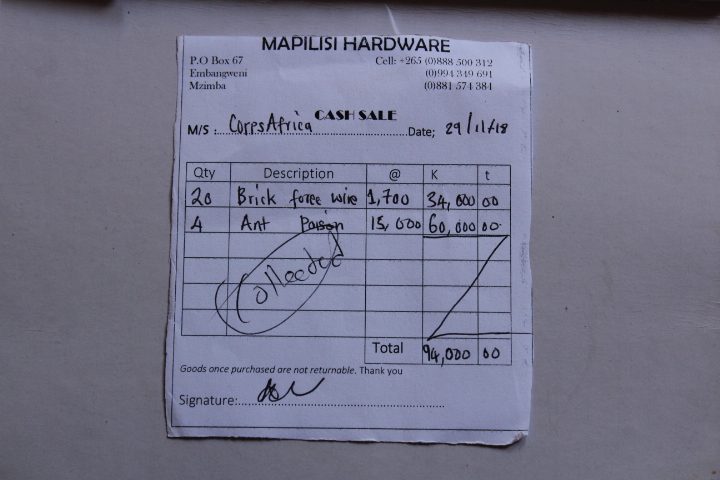 MAPILISI HARDWARE
P.O Box 67 Cell: +265 (0)888 500 312
Embangweni (0)994 349 691
Mzimba (0)881 574 384
CASH SALE
M/S :....CorpsAfrica..........................Date; 29/11/18
Qty Description @ K t
20 Brick force wire 1,700 34,000 00
4 Ant Poison 15,000 60,000 00
Collected
Total 94,000 00
Goods once purchased are not returnable. Thank you
Signature:..........................................